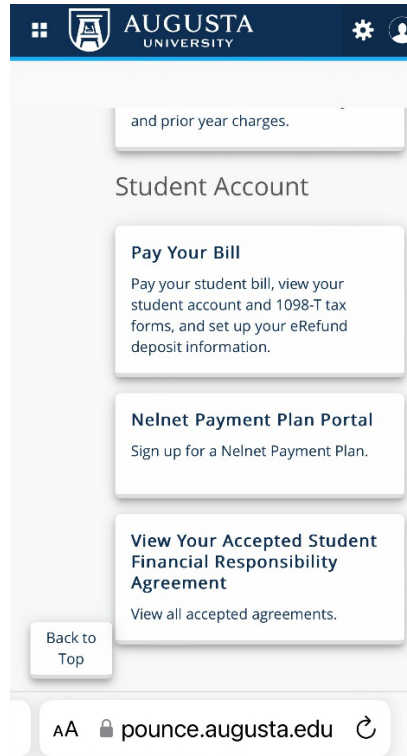 AUGUSTA
UNIVERSITY
and prior year charges.
Student Account
Pay Your Bill
Pay your student bill, view your
student account and 1098-T tax
forms, and set up your eRefund
deposit information.
Nelnet Payment Plan Portal
Sign up for a Nelnet Payment Plan.
View Your Accepted Student
Financial Responsibility
Agreement
View all accepted agreements.
Back to
Top
AA pounce.augusta.edu